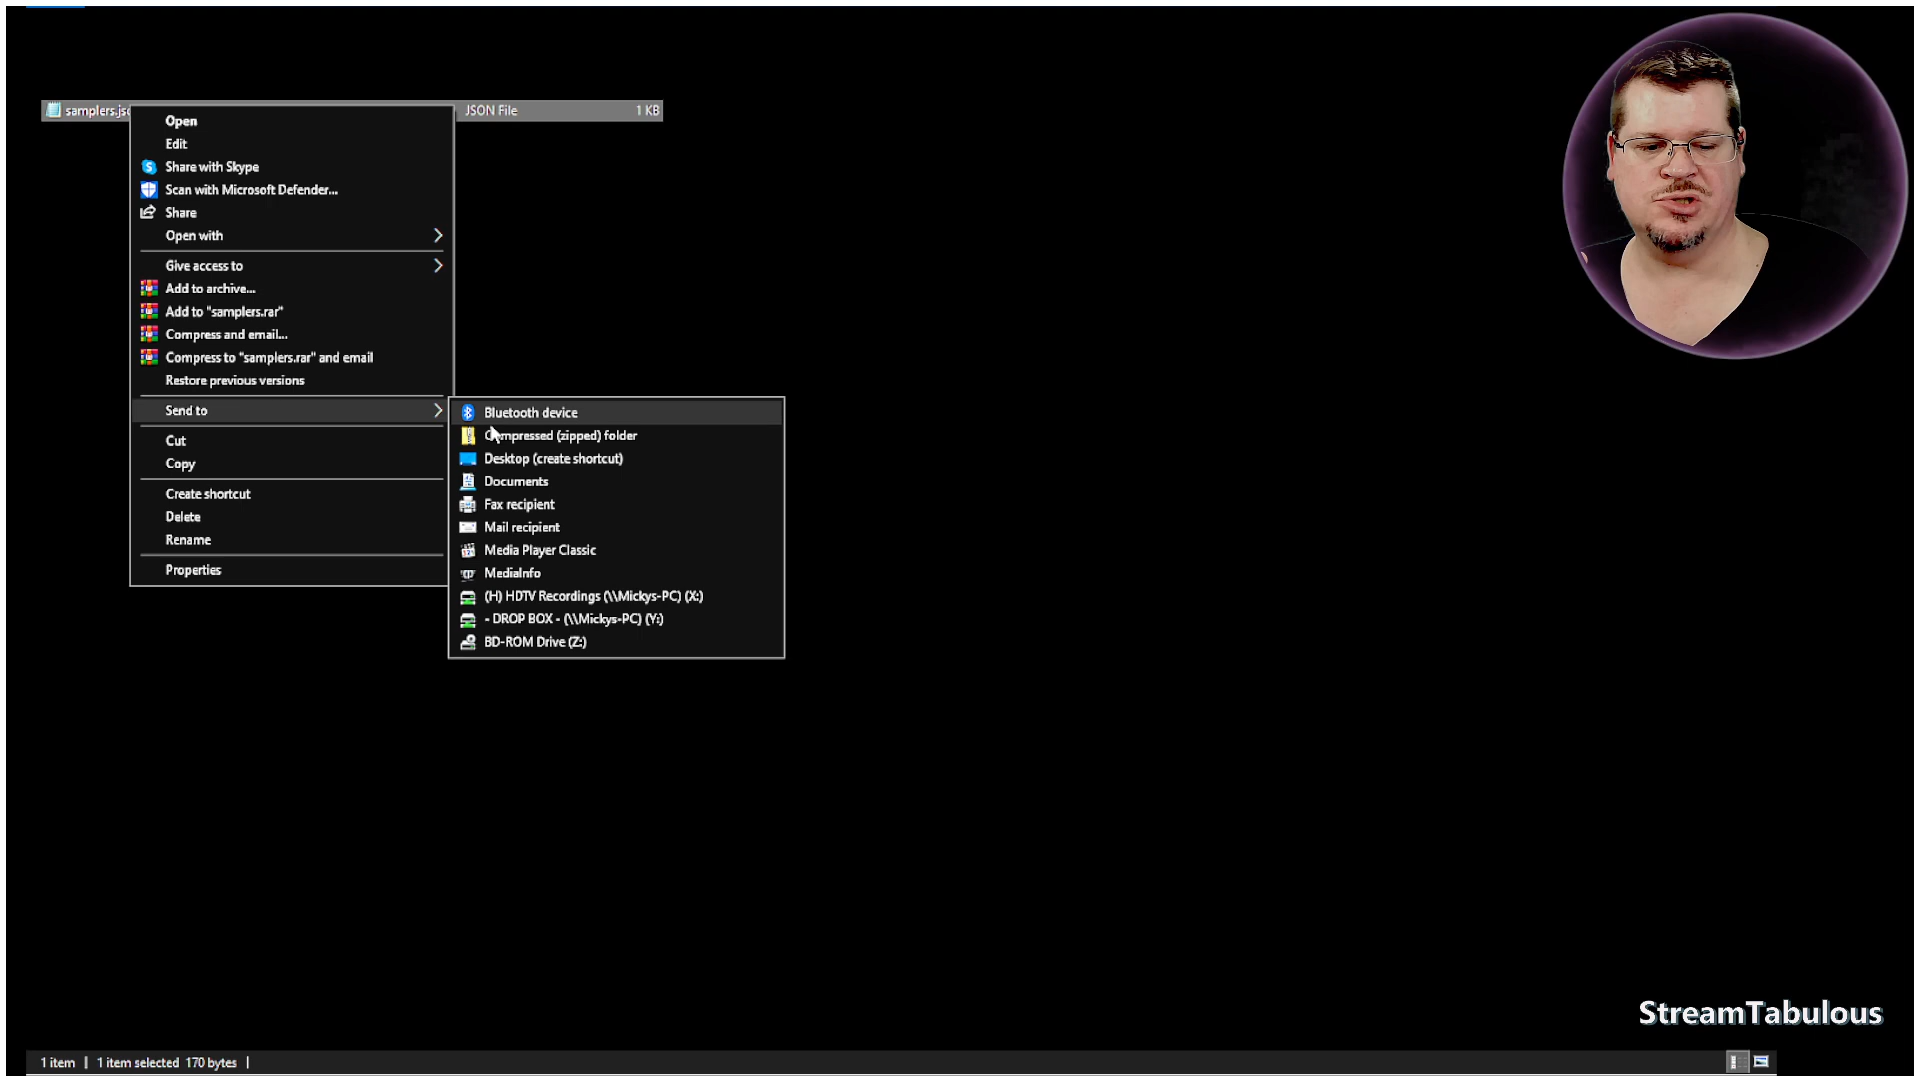 samplers.jso JSON File 1 KB
Open
Edit
Share with Skype
Scan with Microsoft Defender...
Share
Open with
Give access to
Add to archive...
Add to "samplers.rar"
Compress and email...
Compress to "samplers.rar" and email
Restore previous versions
Send to
Cut
Copy
Create shortcut
Delete
Rename
Properties
Bluetooth device
Compressed (zipped) folder
Desktop (create shortcut)
Documents
Fax recipient
Mail recipient
Media Player Classic
MediaInfo
(H) HDTV Recordings (\\Mickys-PC) (X:)
- DROP BOX - (\\Mickys-PC) (Y:)
BD-ROM Drive (Z:)
StreamTabulous
1 item | 1 item selected 170 bytes |